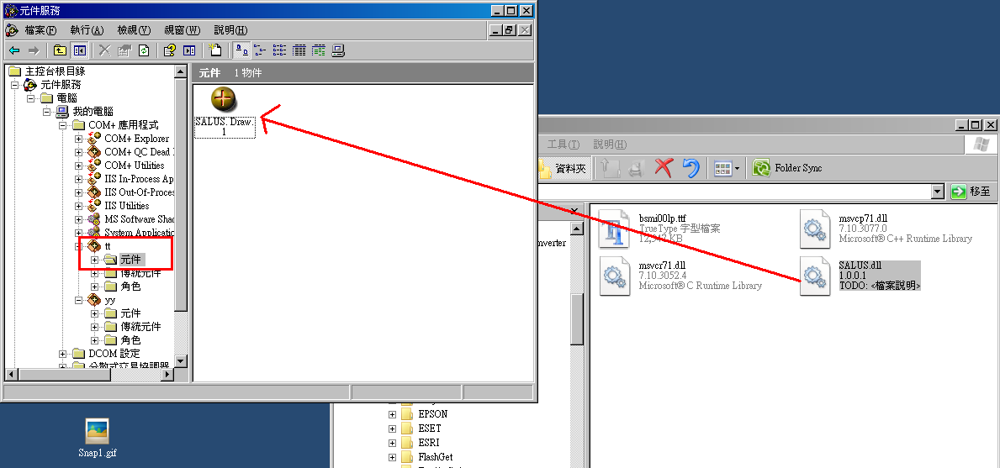 元件服務
檔案(F) 執行(A) 檢視(V) 視窗(W) 說明(H)
主控台根目錄
元件服務
電腦
我的電腦
COM+ 應用程式
COM+ Explorer
COM+ QC Dead
COM+ Utilities
IIS In-Process Ap
IIS Out-Of-Proces
IIS Utilities
MS Software Shad
System Applicatio
tt
元件
傳統元件
角色
yy
元件
傳統元件
角色
DCOM 設定
分散式交易協調器
元件 1 物件
SALUS. Draw.
1
工具(T) 說明(H)
資料夾 Folder Sync
移至
nverter
EPSON
ESET
ESRI
FlashGet
bsmi00lp.ttf
TrueType 字型檔案
12,347 KB
msvcp71.dll
7.10.3077.0
Microsoft® C++ Runtime Library
msvcr71.dll
7.10.3052.4
Microsoft® C Runtime Library
SALUS.dll
1.0.0.1
TODO: <檔案說明>
Snap1.gif